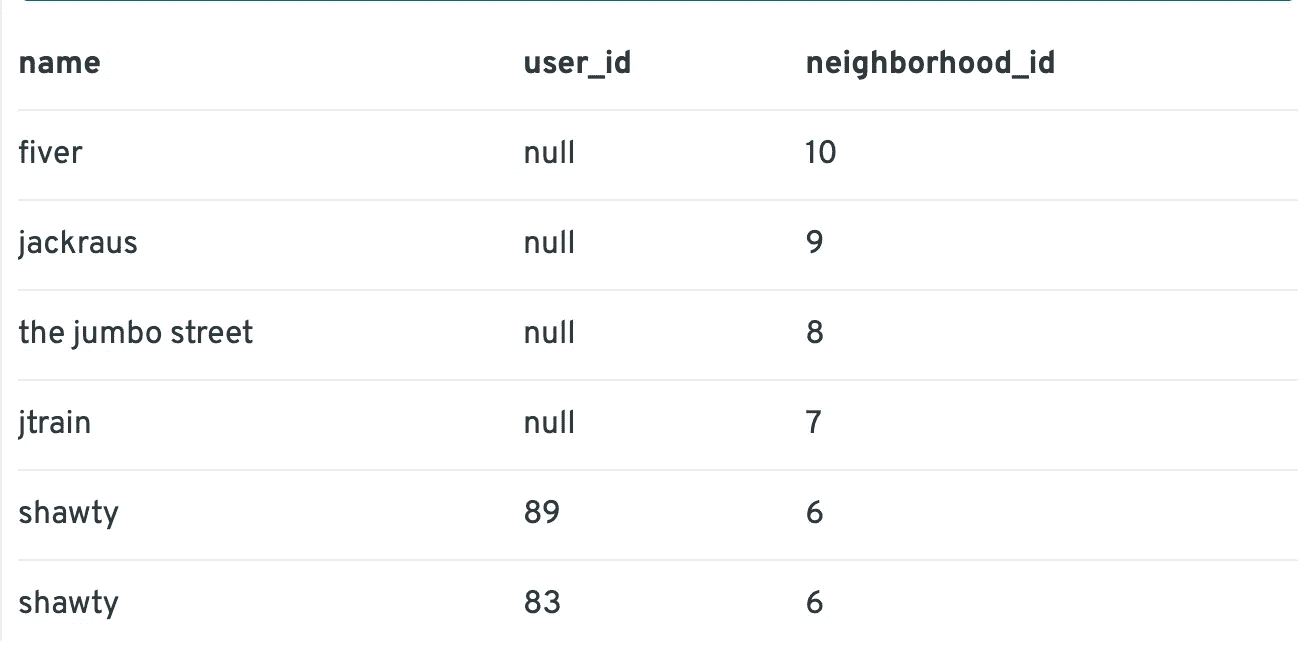 name user_id neighborhood_id
fiver null 10
jackraus null 9
the jumbo street null 8
jtrain null 7
shawty 89 6
shawty 83 6